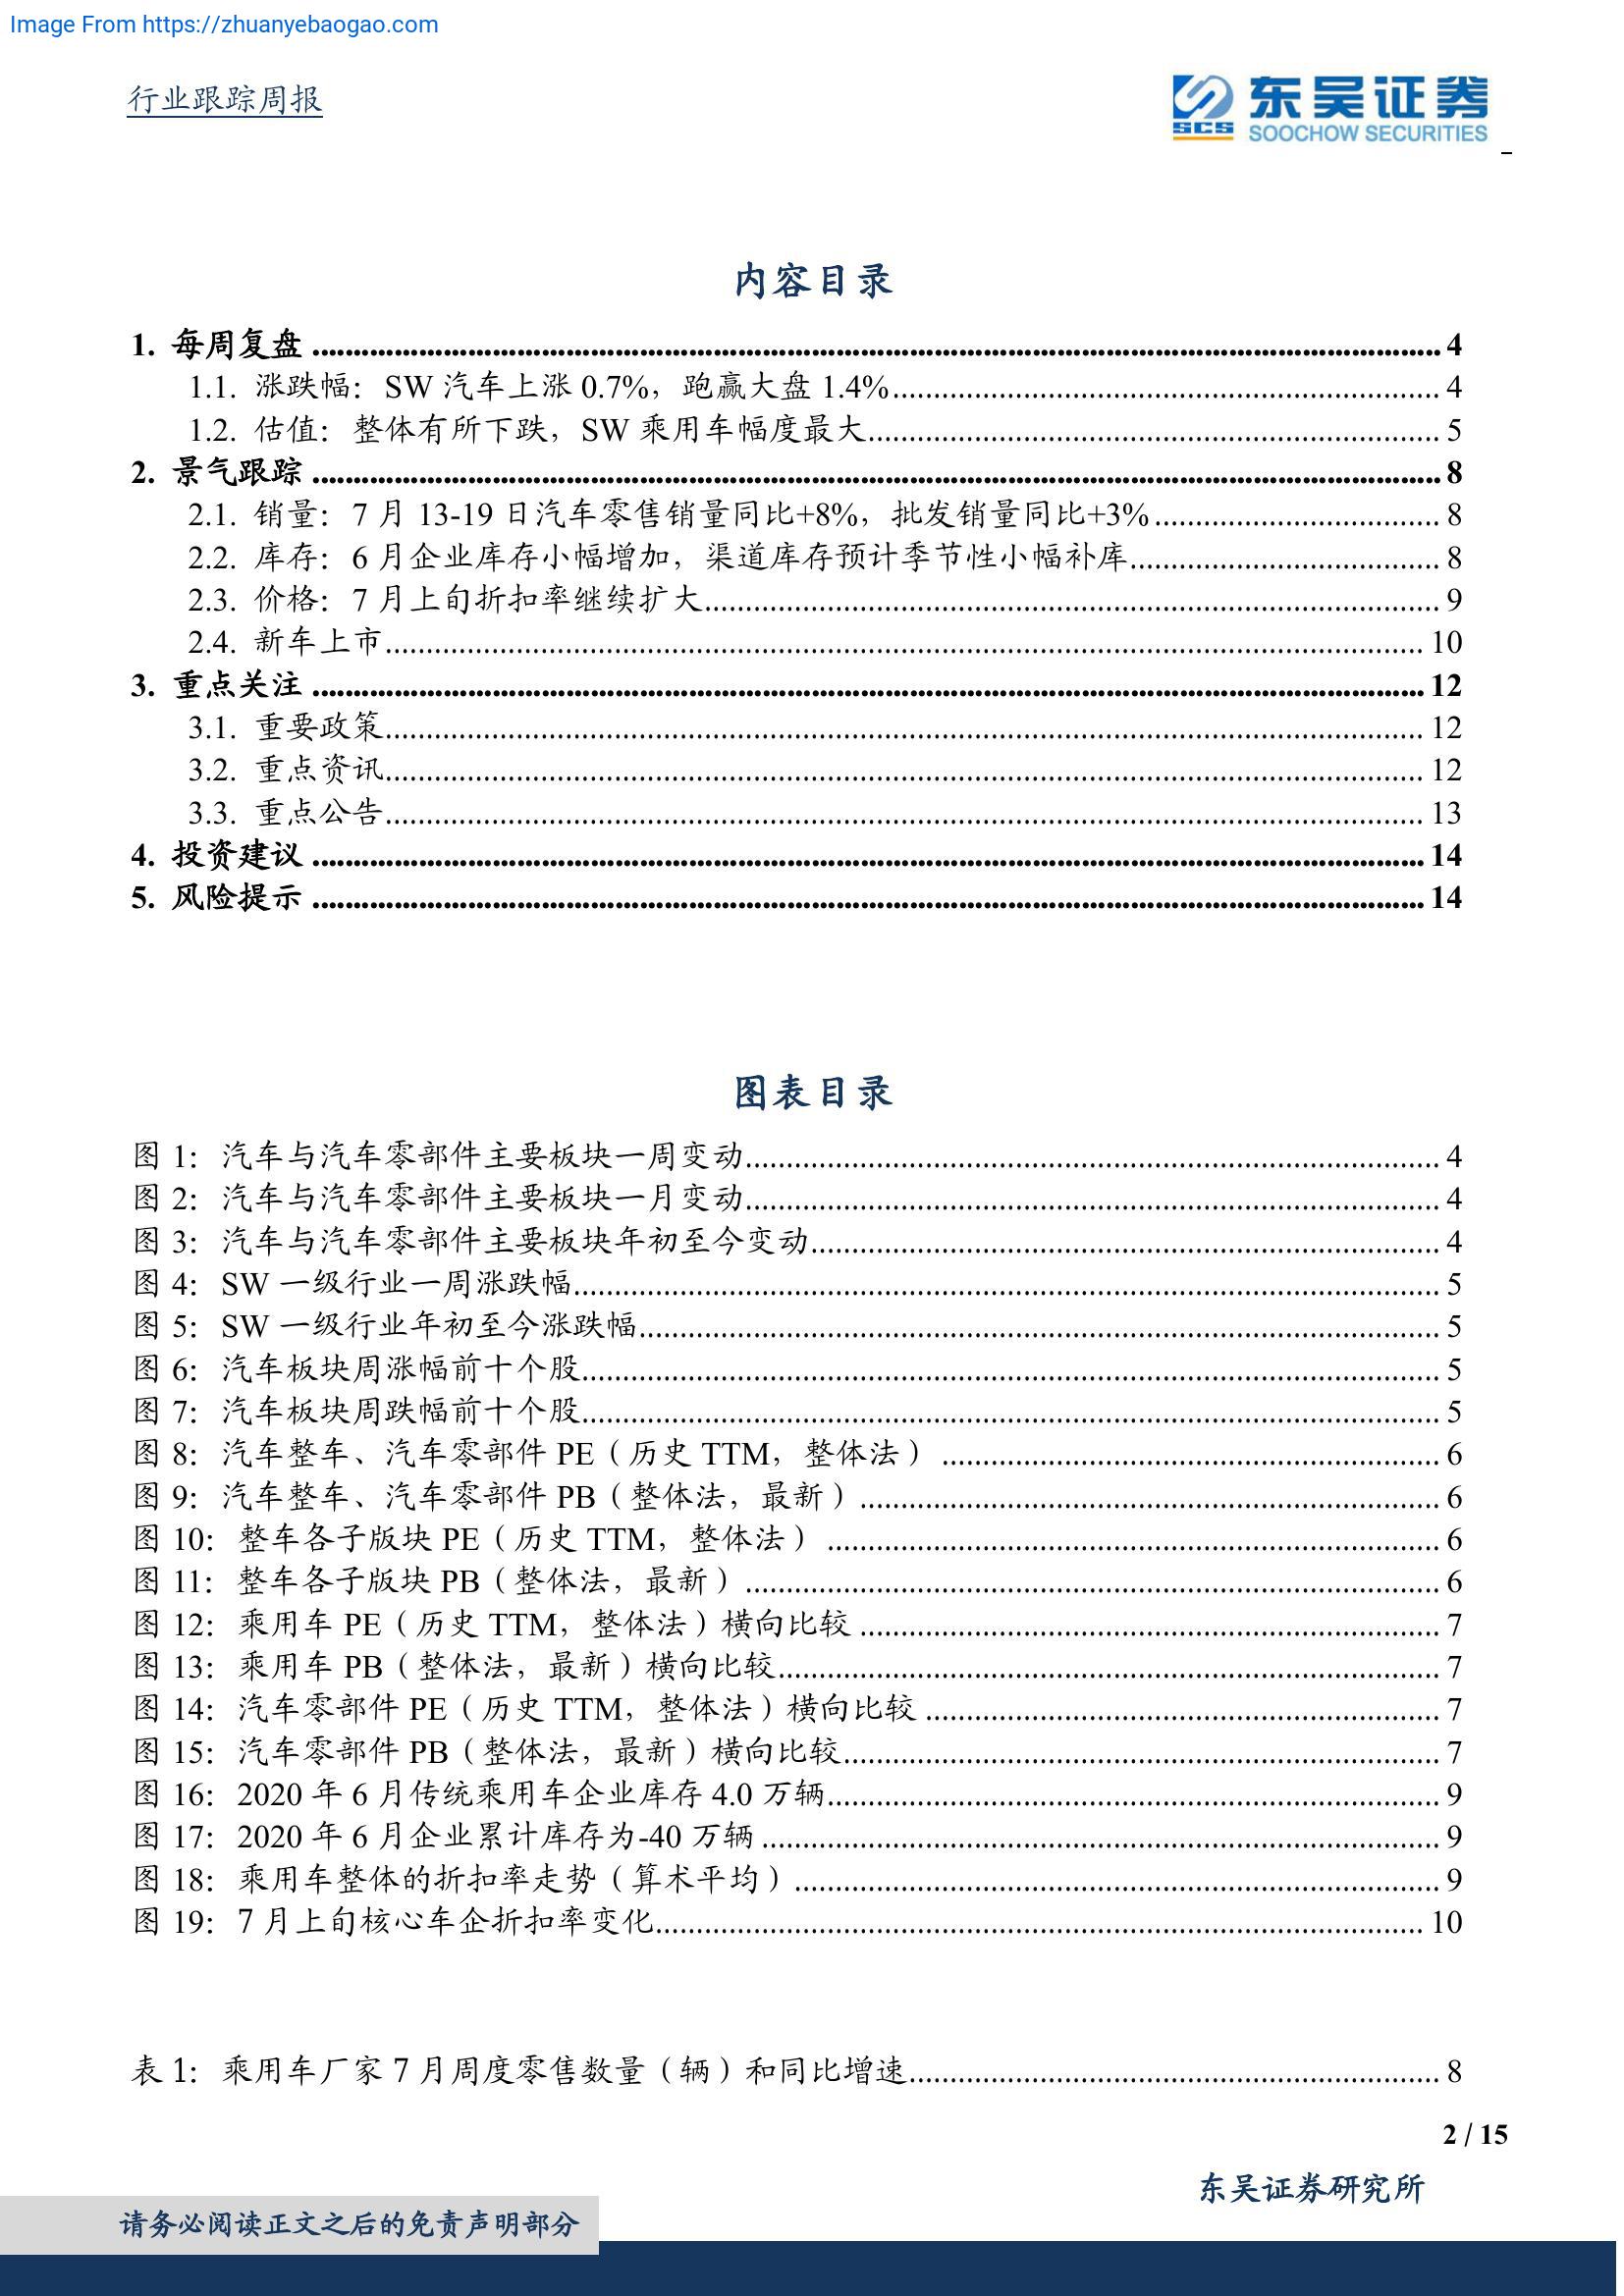 Image From https://zhuanyebaogao.com
行业跟踪周报
SCS 东吴证券
SOOCHOW SECURITIES
内容目录
1. 每周复盘 4
1.1. 涨跌幅：SW 汽车上涨 0.7%，跑赢大盘 1.4% 4
1.2. 估值：整体有所下跌，SW 乘用车幅度最大 5
2. 景气跟踪 8
2.1. 销量：7 月 13-19 日汽车零售销量同比+8%，批发销量同比+3% 8
2.2. 库存：6 月企业库存小幅增加，渠道库存预计季节性小幅补库 8
2.3. 价格：7 月上旬折扣率继续扩大 9
2.4. 新车上市 10
3. 重点关注 12
3.1. 重要政策 12
3.2. 重点资讯 12
3.3. 重点公告 13
4. 投资建议 14
5. 风险提示 14
图表目录
图 1：汽车与汽车零部件主要板块一周变动 4
图 2：汽车与汽车零部件主要板块一月变动 4
图 3：汽车与汽车零部件主要板块年初至今变动 4
图 4：SW 一级行业一周涨跌幅 5
图 5：SW 一级行业年初至今涨跌幅 5
图 6：汽车板块周涨幅前十个股 5
图 7：汽车板块周跌幅前十个股 5
图 8：汽车整车、汽车零部件 PE（历史 TTM，整体法） 6
图 9：汽车整车、汽车零部件 PB（整体法，最新） 6
图 10：整车各子版块 PE（历史 TTM，整体法） 6
图 11：整车各子版块 PB（整体法，最新） 6
图 12：乘用车 PE（历史 TTM，整体法）横向比较 7
图 13：乘用车 PB（整体法，最新）横向比较 7
图 14：汽车零部件 PE（历史 TTM，整体法）横向比较 7
图 15：汽车零部件 PB（整体法，最新）横向比较 7
图 16：2020 年 6 月传统乘用车企业库存 4.0 万辆 9
图 17：2020 年 6 月企业累计库存为-40 万辆 9
图 18：乘用车整体的折扣率走势（算术平均） 9
图 19：7 月上旬核心车企折扣率变化 10
表 1：乘用车厂家 7 月周度零售数量（辆）和同比增速 8
2 / 15
东吴证券研究所
请务必阅读正文之后的免责声明部分